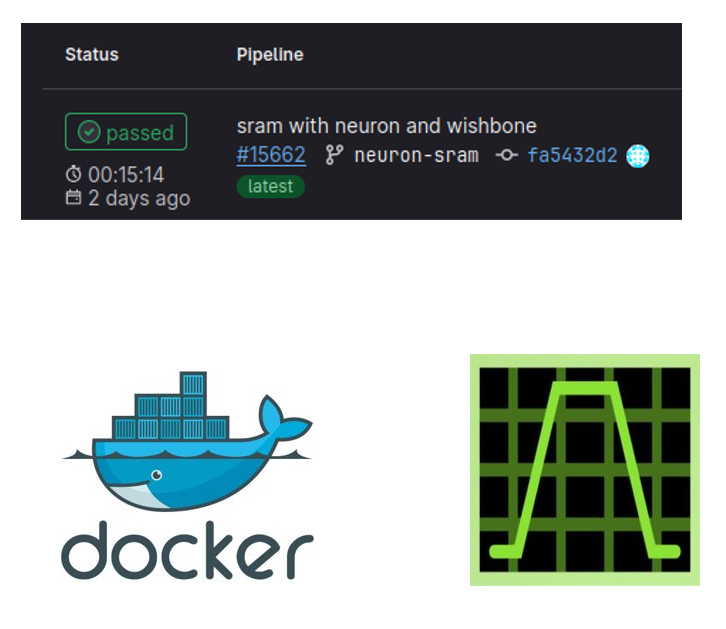 Status Pipeline
passed sram with neuron and wishbone
00:15:14 #15662 neuron-sram fa5432d2
2 days ago latest
docker